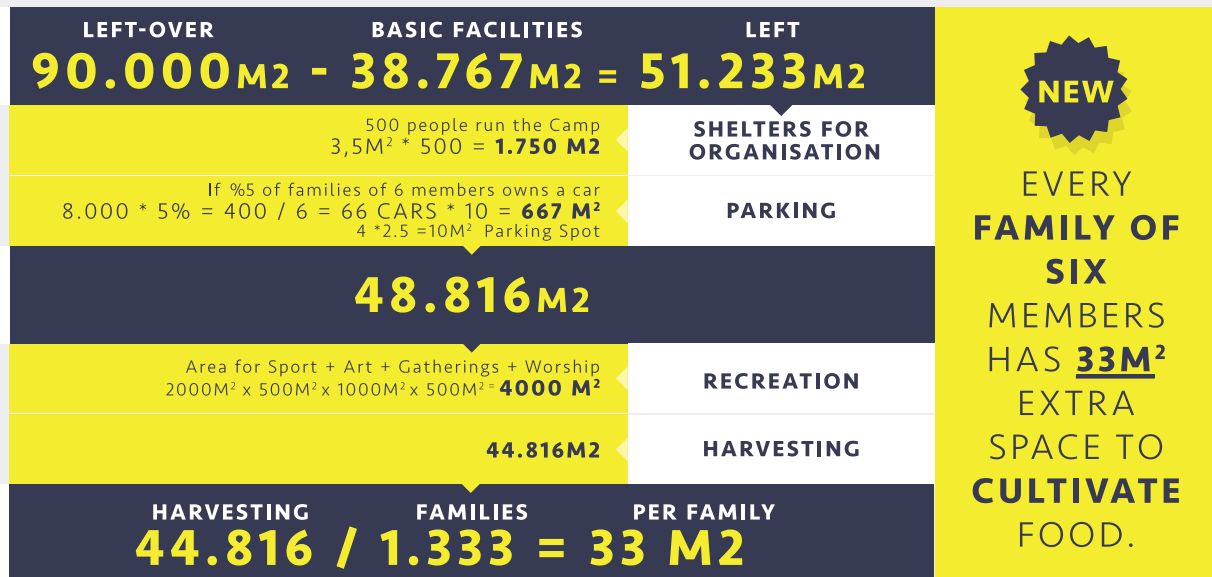 LEFT-OVER BASIC FACILITIES LEFT
90.000M2 - 38.767M2 = 51.233M2
500 people run the Camp
3,5M² * 500 = 1.750 M2
SHELTERS FOR
ORGANISATION
If %5 of families of 6 members owns a car
8.000 * 5% = 400 / 6 = 66 CARS * 10 = 667 M²
4 *2.5 =10M² Parking Spot
PARKING
48.816M2
Area for Sport + Art + Gatherings + Worship
2000M² x 500M² x 1000M² x 500M² = 4000 M²
RECREATION
44.816M2
HARVESTING
HARVESTING FAMILIES PER FAMILY
44.816 / 1.333 = 33 M2
NEW
EVERY
FAMILY OF
SIX
MEMBERS
HAS 33M²
EXTRA
SPACE TO
CULTIVATE
FOOD.